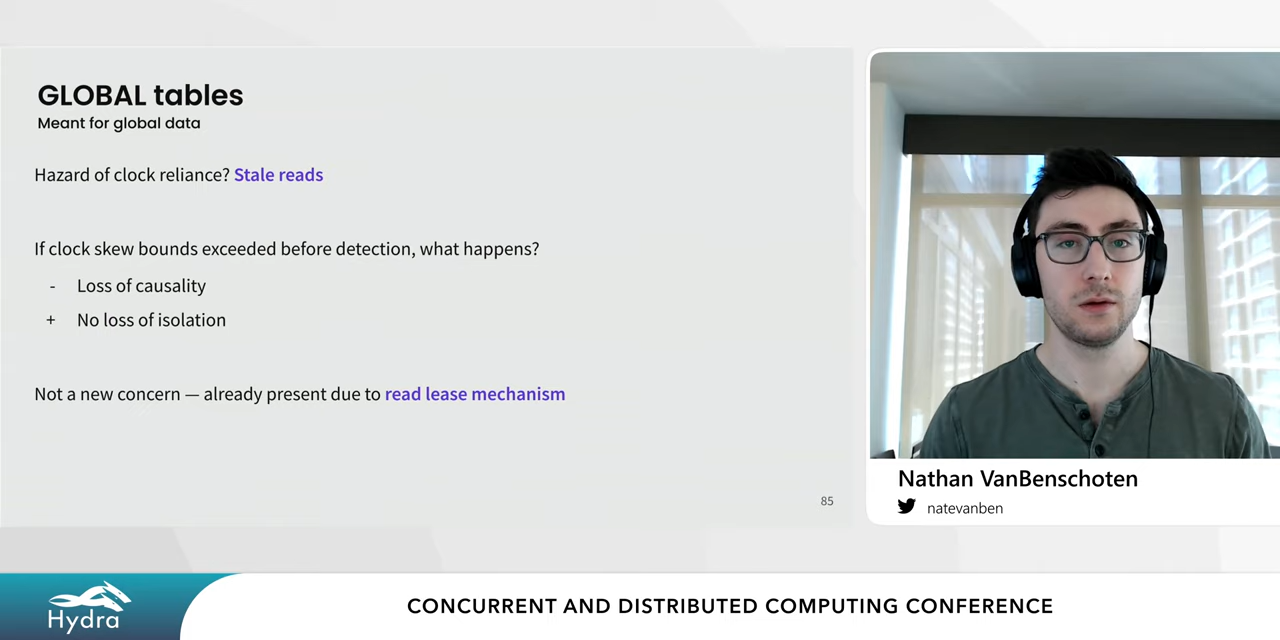 GLOBAL tables
Meant for global data
Hazard of clock reliance? Stale reads
If clock skew bounds exceeded before detection, what happens?
- Loss of causality
+ No loss of isolation
Not a new concern — already present due to read lease mechanism
85
Nathan VanBenschoten
natevanben
Hydra
CONCURRENT AND DISTRIBUTED COMPUTING CONFERENCE